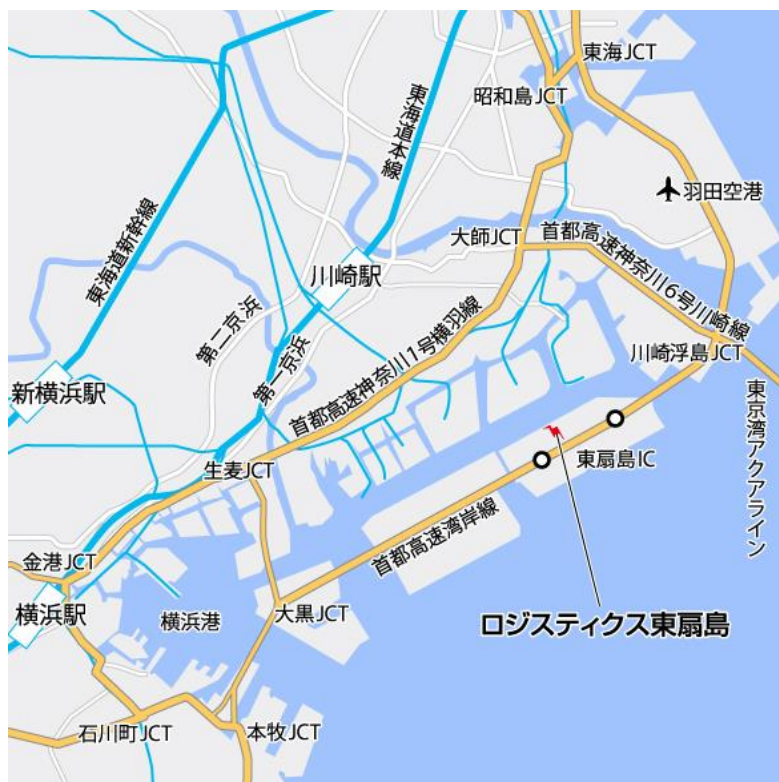 東海JCT
昭和島JCT
東海道本線
羽田空港
東海道新幹線
大師JCT
首都高速神奈川6号川崎線
川崎駅
第二京浜
第一京浜
首都高速神奈川1号横羽線
川崎浮島JCT
新横浜駅
東京湾アクアライン
生麦JCT
東扇島IC
首都高速湾岸線
金港JCT
横浜駅
横浜港
大黒JCT
ロジスティクス東扇島
石川町JCT
本牧JCT